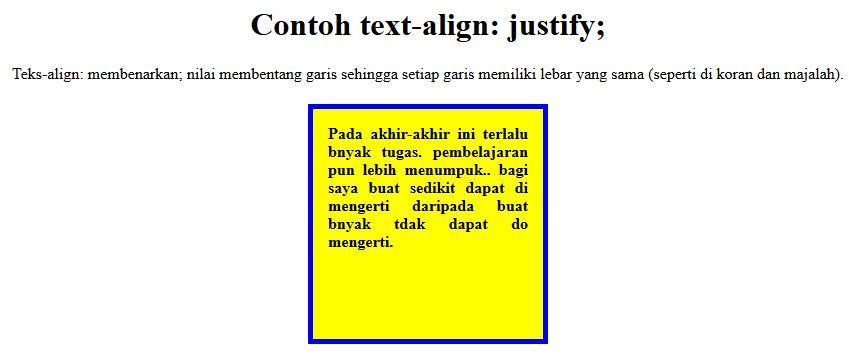 Contoh text-align: justify;
Teks-align: membenarkan; nilai membentang garis sehingga setiap garis memiliki lebar yang sama (seperti di koran dan majalah).
Pada akhir-akhir ini terlalu
bnyak tugas. pembelajaran
pun lebih menumpuk.. bagi
saya buat sedikit dapat di
mengerti daripada buat
bnyak tdak dapat do
mengerti.